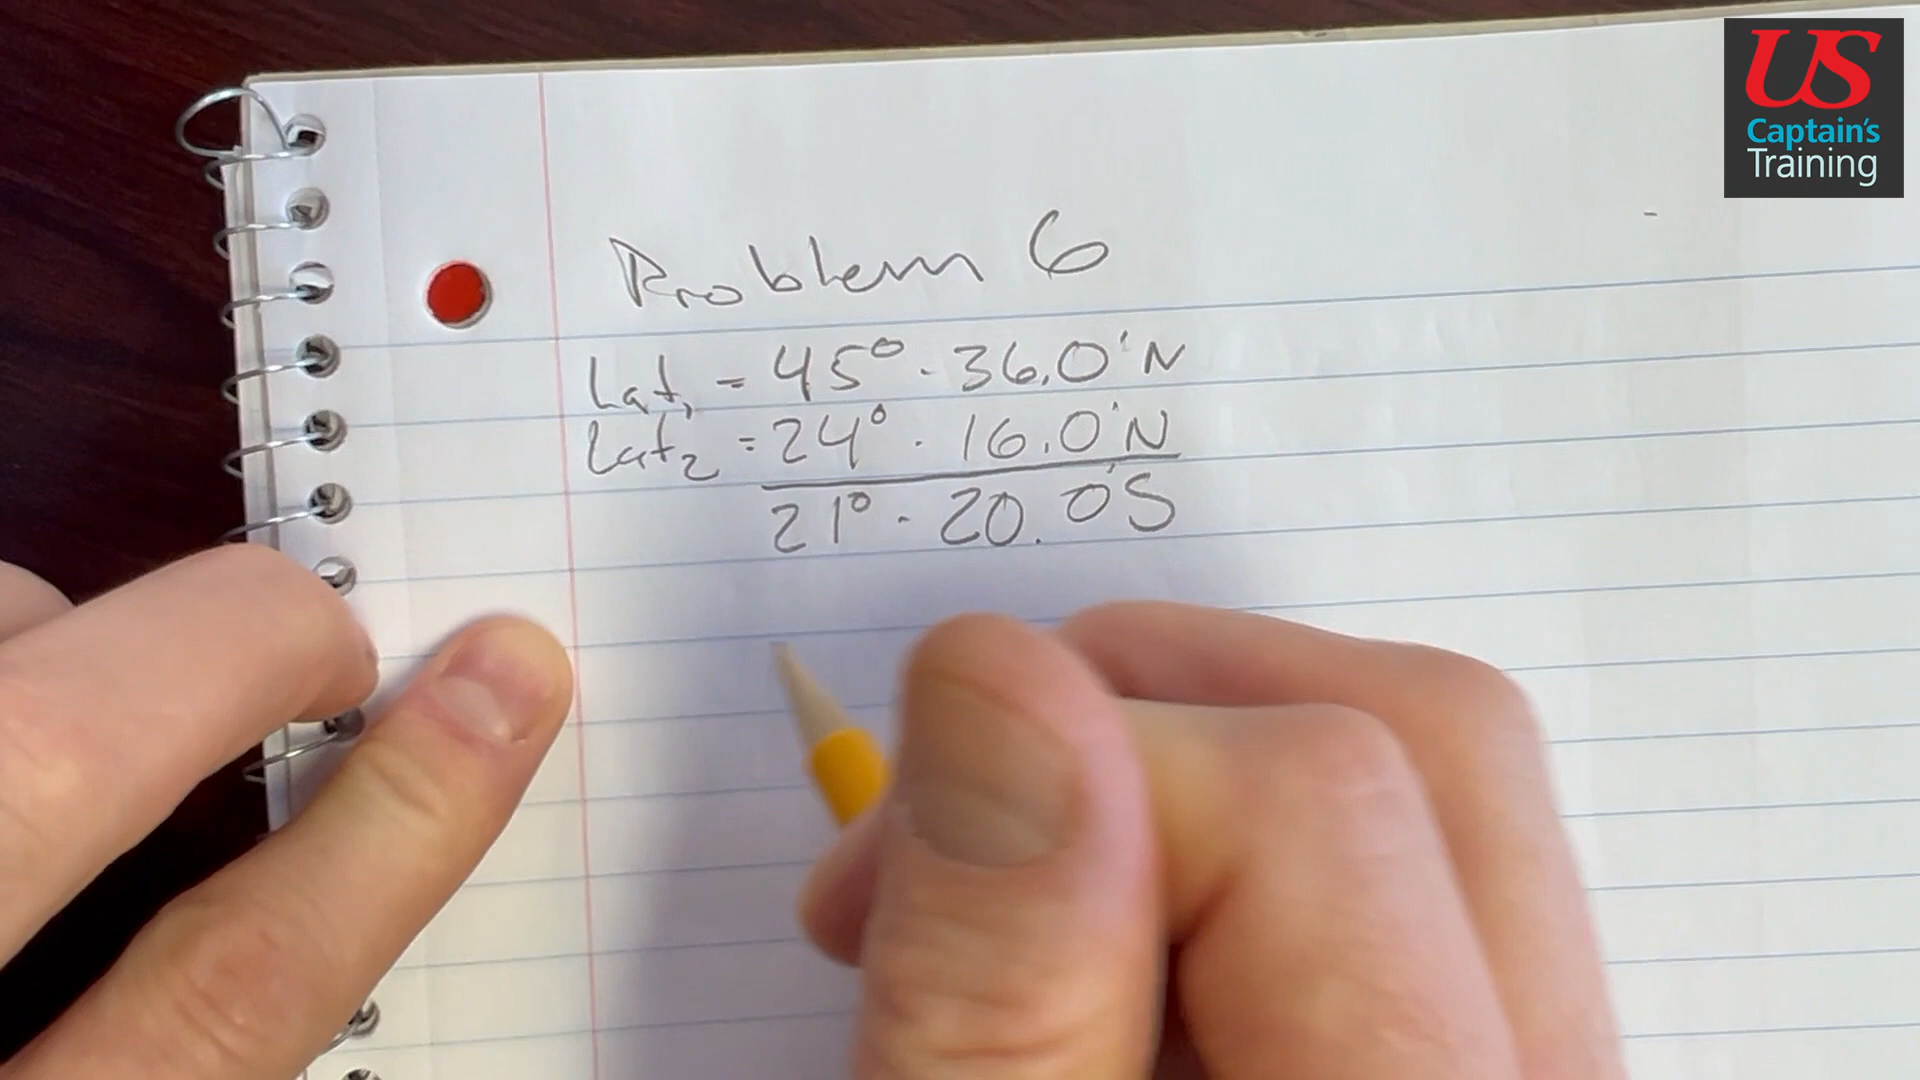 US
Captain's
Training
Problem 6
Lat₁ = 45° - 36.0'N
Lat₂ = 24° - 16.0'N
21° - 20.0'S